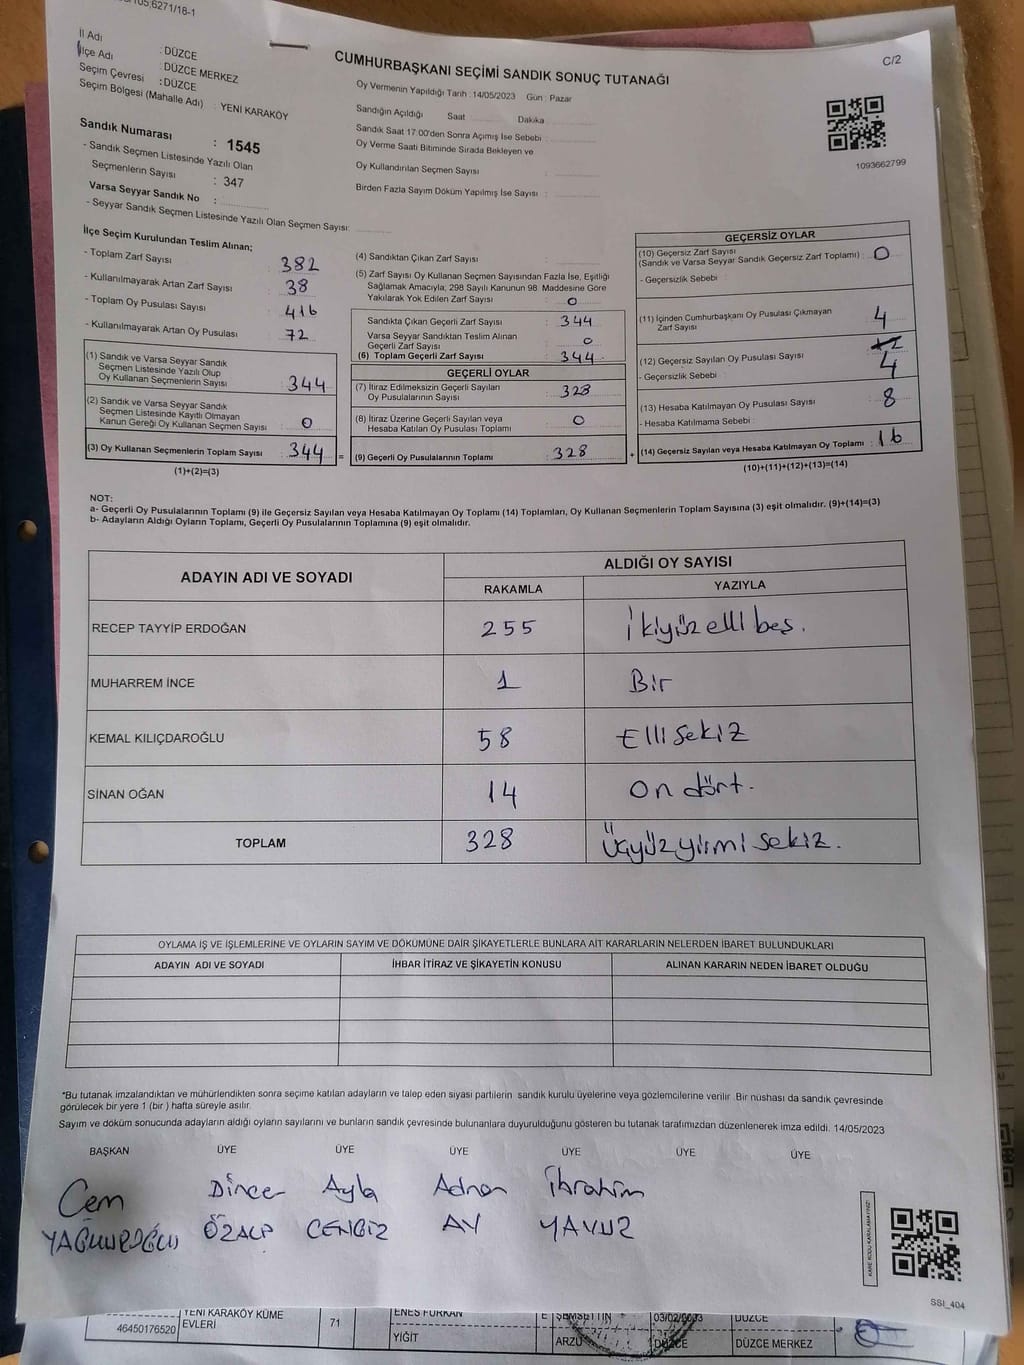 6271/18-1
C/2
İl Adı : DÜZCE
İlçe Adı : DÜZCE MERKEZ
Seçim Çevresi : DÜZCE
Seçim Bölgesi (Mahalle Adı) : YENİ KARAKÖY
Sandık Numarası : 1545
- Sandık Seçmen Listesinde Yazılı Olan
Seçmenlerin Sayısı : 347
Varsa Seyyar Sandık No :
- Seyyar Sandık Seçmen Listesinde Yazılı Olan Seçmen Sayısı:
CUMHURBAŞKANI SEÇİMİ SANDIK SONUÇ TUTANAĞI
Oy Vermenin Yapıldığı Tarih : 14/05/2023 Gün : Pazar
Sandığın Açıldığı Saat Dakika
Sandık Saat 17:00'den Sonra Açımış İse Sebebi :
Oy Verme Saati Bitiminde Sırada Bekleyen ve
Oy Kullandırılan Seçmen Sayısı :
Birden Fazla Sayım Döküm Yapılmış İse Sayısı :
1093662799
İlçe Seçim Kurulundan Teslim Alınan;
- Toplam Zarf Sayısı : 382
- Kullanılmayarak Artan Zarf Sayısı : 38
- Toplam Oy Pusulası Sayısı : 416
- Kullanılmayarak Artan Oy Pusulası : 72
(1) Sandık ve Varsa Seyyar Sandık
Seçmen Listesinde Yazılı Olup
Oy Kullanan Seçmenlerin Sayısı : 344
(2) Sandık ve Varsa Seyyar Sandık
Seçmen Listesinde Kayıtlı Olmayan
Kanun Gereği Oy Kullanan Seçmen Sayısı : 0
(3) Oy Kullanan Seçmenlerin Toplam Sayısı : 344 =
(1)+(2)=(3)
(4) Sandıktan Çıkan Zarf Sayısı :
(5) Zarf Sayısı Oy Kullanan Seçmen Sayısından Fazla İse, Eşitliği
Sağlamak Amacıyla, 298 Sayılı Kanunun 98. Maddesine Göre
Yakılarak Yok Edilen Zarf Sayısı : 0
Sandıkta Çıkan Geçerli Zarf Sayısı : 344
Varsa Seyyar Sandıktan Teslim Alınan
Geçerli Zarf Sayısı : 0
(6) Toplam Geçerli Zarf Sayısı : 344
GEÇERLİ OYLAR
(7) İtiraz Edilmeksizin Geçerli Sayılan
Oy Pusulalarının Sayısı : 328
(8) İtiraz Üzerine Geçerli Sayılan veya
Hesaba Katılan Oy Pusulası Toplamı : 0
(9) Geçerli Oy Pusulalarının Toplamı : 328 +
GEÇERSİZ OYLAR
(10) Geçersiz Zarf Sayısı
(Sandık ve Varsa Seyyar Sandık Geçersiz Zarf Toplamı) : 0
- Geçersizlik Sebebi :
(11) İçinden Cumhurbaşkanı Oy Pusulası Çıkmayan
Zarf Sayısı : 4
(12) Geçersiz Sayılan Oy Pusulası Sayısı : 4
- Geçersizlik Sebebi :
(13) Hesaba Katılmayan Oy Pusulası Sayısı : 8
- Hesaba Katılmama Sebebi :
(14) Geçersiz Sayılan veya Hesaba Katılmayan Oy Toplamı : 16
(10)+(11)+(12)+(13)=(14)
NOT:
a- Geçerli Oy Pusulalarının Toplamı (9) ile Geçersiz Sayılan veya Hesaba Katılmayan Oy Toplamı (14) Toplamları, Oy Kullanan Seçmenlerin Toplam Sayısına (3) eşit olmalıdır. (9)+(14)=(3)
b- Adayların Aldığı Oyların Toplamı, Geçerli Oy Pusulalarının Toplamına (9) eşit olmalıdır.
ADAYIN ADI VE SOYADI
ALDIĞI OY SAYISI
RAKAMLA YAZIYLA
RECEP TAYYİP ERDOĞAN 255 ikiyüz elli beş.
MUHARREM İNCE 1 Bir
KEMAL KILIÇDAROĞLU 58 Elli sekiz
SİNAN OĞAN 14 On dört.
TOPLAM 328 Üçyüz yirmi sekiz.
OYLAMA İŞ VE İŞLEMLERİNE VE OYLARIN SAYIM VE DÖKÜMÜNE DAİR ŞİKAYETLERLE BUNLARA AİT KARARLARIN NELERDEN İBARET BULUNDUKLARI
ADAYIN ADI VE SOYADI İHBAR İTİRAZ VE ŞİKAYETİN KONUSU ALINAN KARARIN NEDEN İBARET OLDUĞU
*Bu tutanak imzalandıktan ve mühürlendikten sonra seçime katılan adayların ve talep eden siyasi partilerin sandık kurulu üyelerine veya gözlemcilerine verilir. Bir nüshası da sandık çevresinde
görülecek bir yere 1 (bir) hafta süreyle asılır.
Sayım ve döküm sonucunda adayların aldığı oyların sayılarını ve bunların sandık çevresinde bulunanlara duyurulduğunu gösteren bu tutanak tarafımızdan düzenlenerek imza edildi. 14/05/2023
BAŞKAN ÜYE ÜYE ÜYE ÜYE ÜYE ÜYE
Cem Dinçer Ayla Adnan İbrahim
YAĞMUROĞLU ÖZALP CENGİZ AY YAVUZ
KARE KODU KARALAMAYINIZ!
SSI_404
46450176520
YENİ KARAKÖY KÜME
EVLERİ
71
ENES FURKAN
YİĞİT
E
ŞEMSETTİN
ARZU
DÜZCE
DÜZCE
DÜZCE MERKEZ